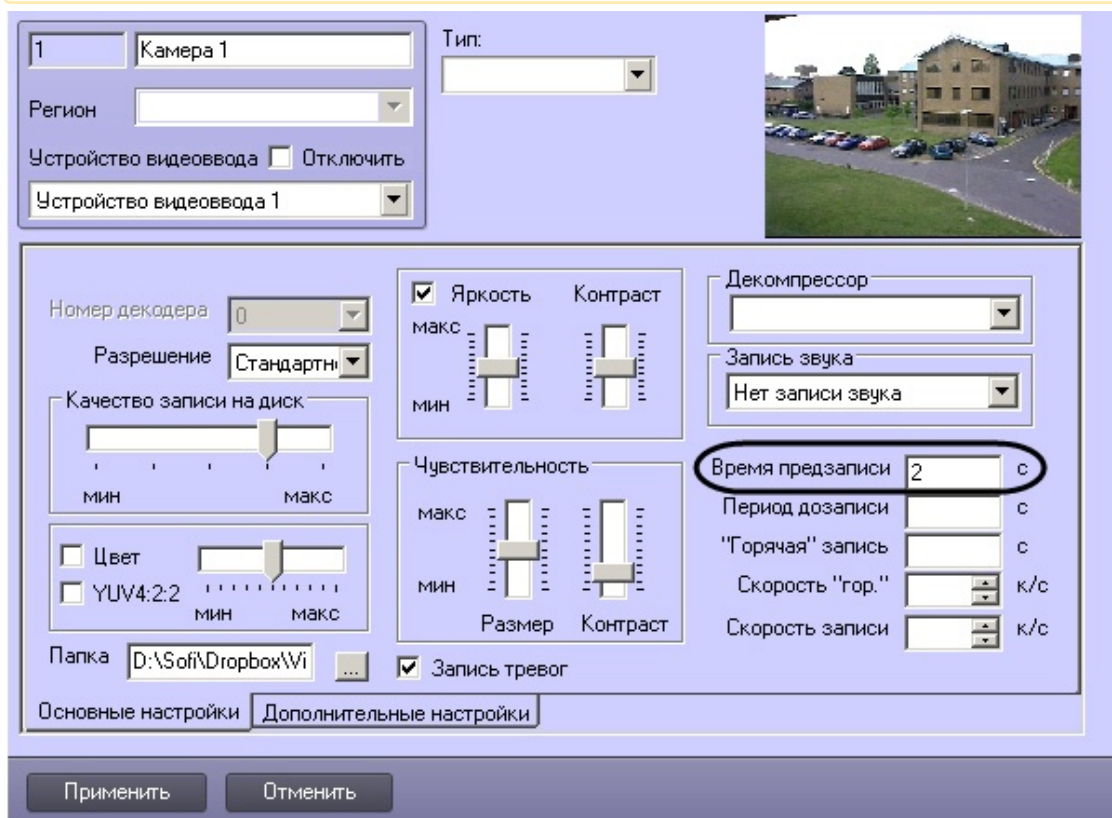 1
Камера 1
Тип:
Регион
Устройство видеоввода
Отключить
Устройство видеоввода 1
Номер декодера
0
Разрешение
Стандартн
Качество записи на диск
мин
макс
Цвет
YUV4:2:2
мин
макс
Папка
D:\Sofi\Dropbox\Vi
...
Яркость
Контраст
макс
мин
Чувствительность
макс
мин
Размер
Контраст
Запись тревог
Декомпрессор
Запись звука
Нет записи звука
Время предзаписи
2
с
Период дозаписи
с
"Горячая" запись
с
Скорость "гор."
к/с
Скорость записи
к/с
Основные настройки
Дополнительные настройки
Применить
Отменить